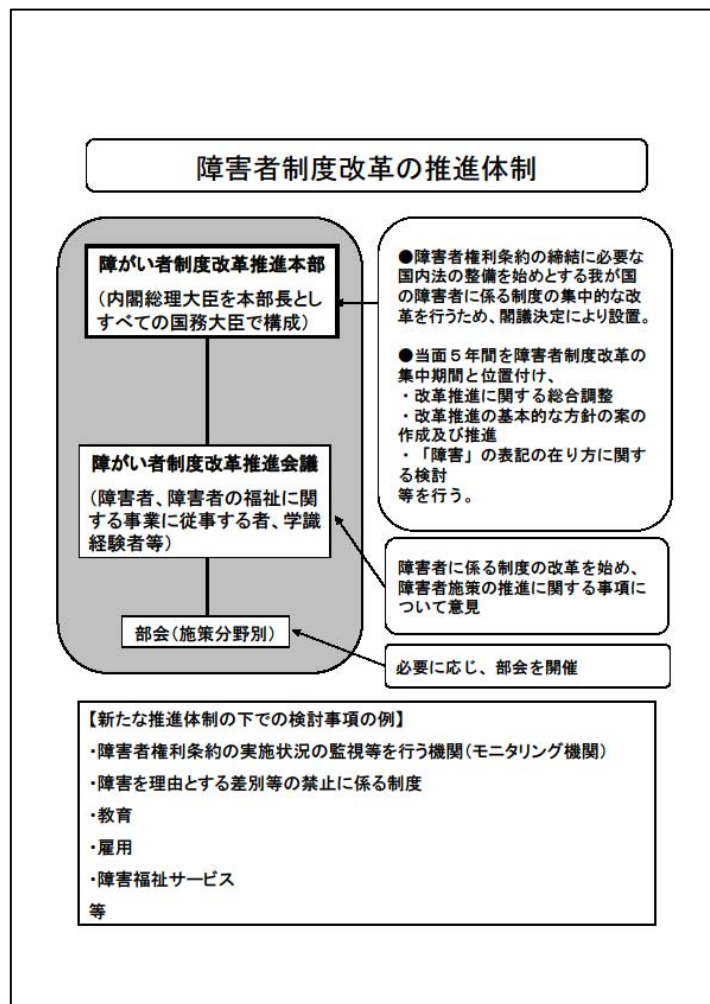 障害者制度改革の推進体制
障がい者制度改革推進本部
(内閣総理大臣を本部長とし
すべての国務大臣で構成)
●障害者権利条約の締結に必要な
国内法の整備を始めとする我が国
の障害者に係る制度の集中的な改
革を行うため、閣議決定により設置。
●当面5年間を障害者制度改革の
集中期間と位置付け、
・改革推進に関する総合調整
・改革推進の基本的な方針の案の
作成及び推進
・「障害」の表記の在り方に関す
る検討
等を行う。
障がい者制度改革推進会議
(障害者、障害者の福祉に関
する事業に従事する者、学識
経験者等)
障害者に係る制度の改革を始め、
障害者施策の推進に関する事項に
ついて意見
部会(施策分野別)
必要に応じ、部会を開催
【新たな推進体制の下での検討事項の例】
・障害者権利条約の実施状況の監視等を行う機関(モニタリング機関)
・障害を理由とする差別等の禁止に係る制度
・教育
・雇用
・障害福祉サービス
等